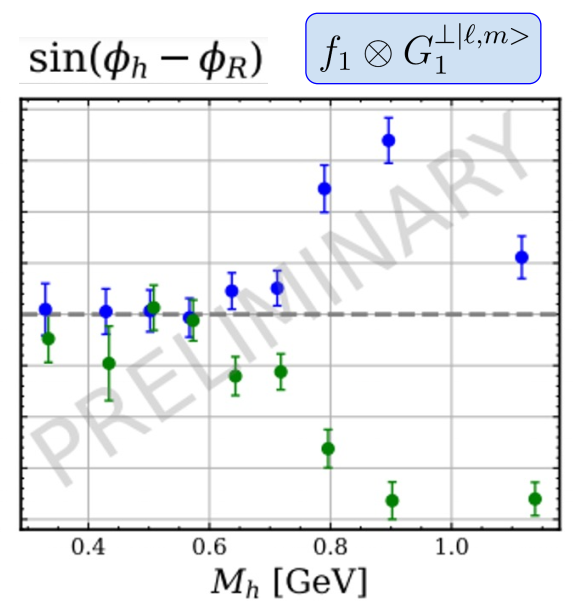 sin(ϕ_h − ϕ_R)
f_1 ⊗ G_1^{⊥|ℓ,m>}
PRELIMINARY
0.4 0.6 0.8 1.0
M_h [GeV]